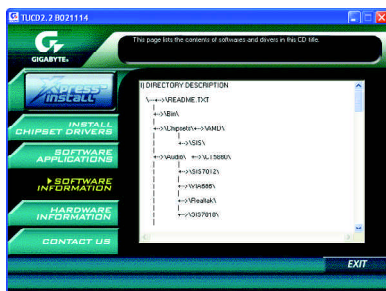 TUCD2.2 B021114
This page lists the contents of softwares and drivers in this CD title.
GIGABYTE
Xpress
INSTALL
INSTALL
CHIPSET DRIVERS
SOFTWARE
APPLICATIONS
SOFTWARE
INFORMATION
HARDWARE
INFORMATION
CONTACT US
I) DIRECTORY DESCRIPTION
\--+->\README.TXT
+->\Bin\
+->\Chipsets\+->\AMD\
+->\SIS\
+->\Audio\ +->\CT5880\
+->\SIS7012\
+->\VIA686\
+->\Realtek\
+->\SIS7018\
EXIT